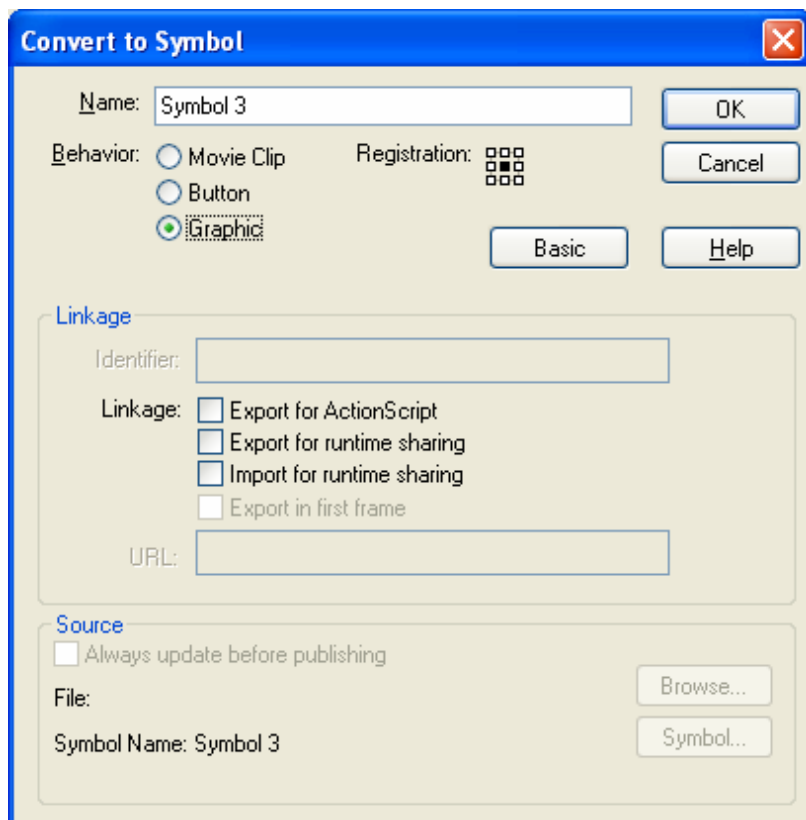 Convert to Symbol
Name: Symbol 3 OK
Behavior: Movie Clip Registration: Cancel
Button
Graphic
Basic Help
Linkage
Identifier:
Linkage: Export for ActionScript
Export for runtime sharing
Import for runtime sharing
Export in first frame
URL:
Source
Always update before publishing
Browse...
File:
Symbol Name: Symbol 3 Symbol...